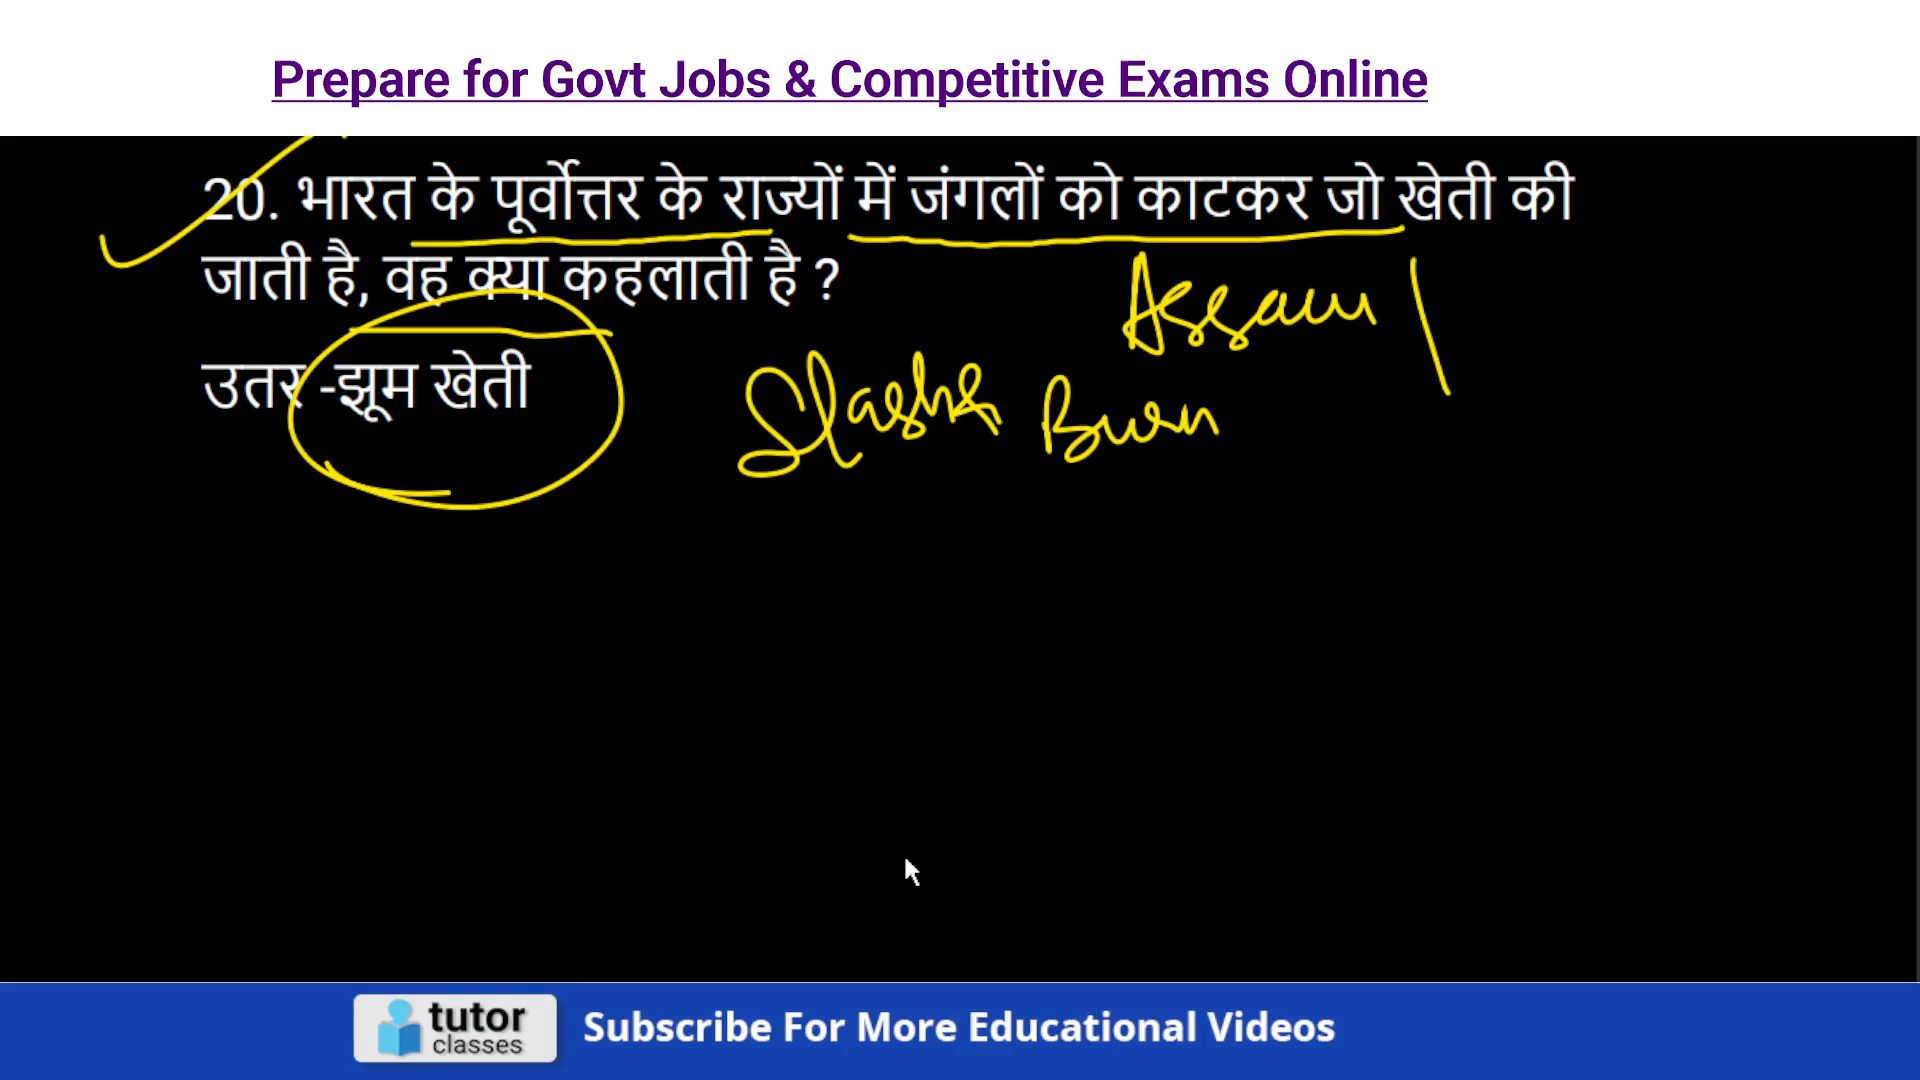 Prepare for Govt Jobs & Competitive Exams Online
20. भारत के पूर्वोत्तर के राज्यों में जंगलों को काटकर जो खेती की
जाती है, वह क्या कहलाती है ?
Assam
उतर -झूम खेती
Slash & Burn
tutor
classes
Subscribe For More Educational Videos